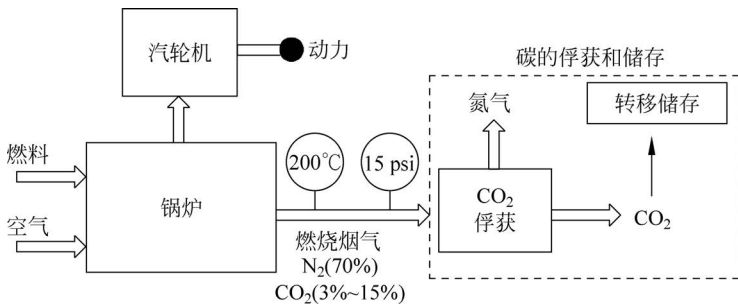 汽轮机
动力
碳的俘获和储存
氮气
转移储存
燃料
200℃
15 psi
空气
锅炉
CO₂
俘获
CO₂
燃烧烟气
N₂(70%)
CO₂(3%~15%)